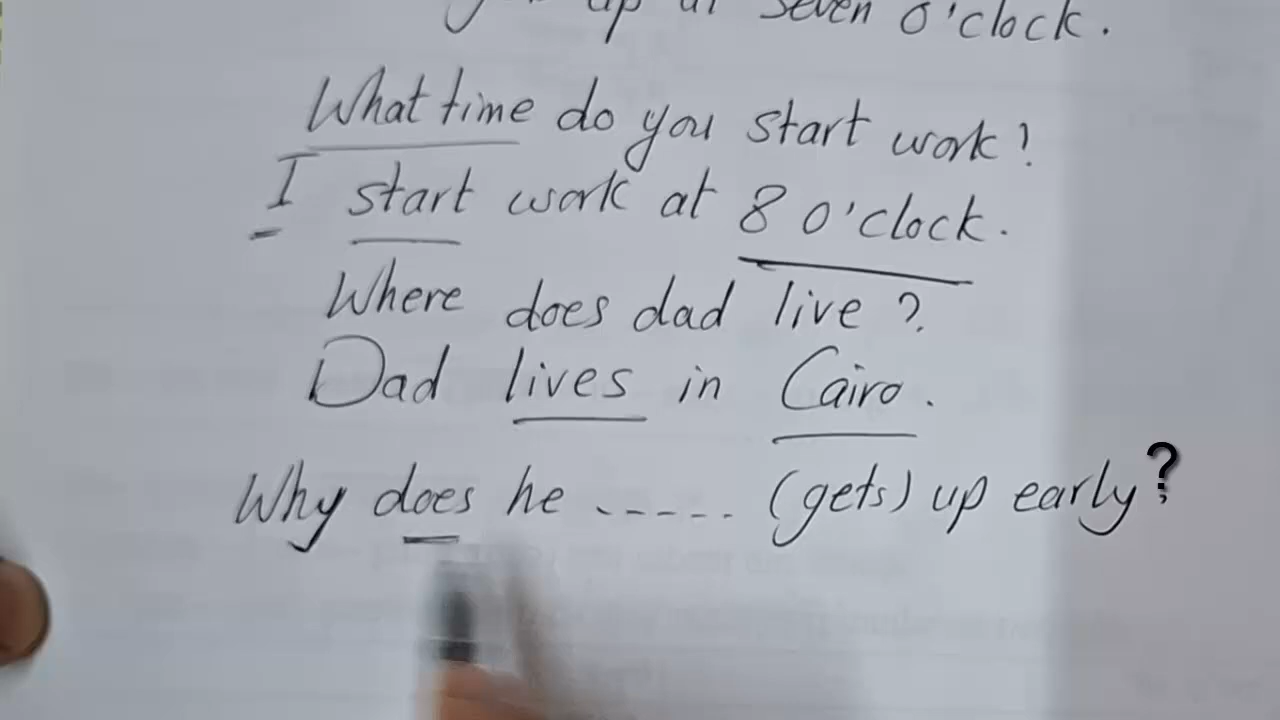 up at seven o'clock.
What time do you start work?
I start work at 8 o'clock.
Where does dad live?
Dad lives in Cairo.
Why does he ----- (gets) up early?